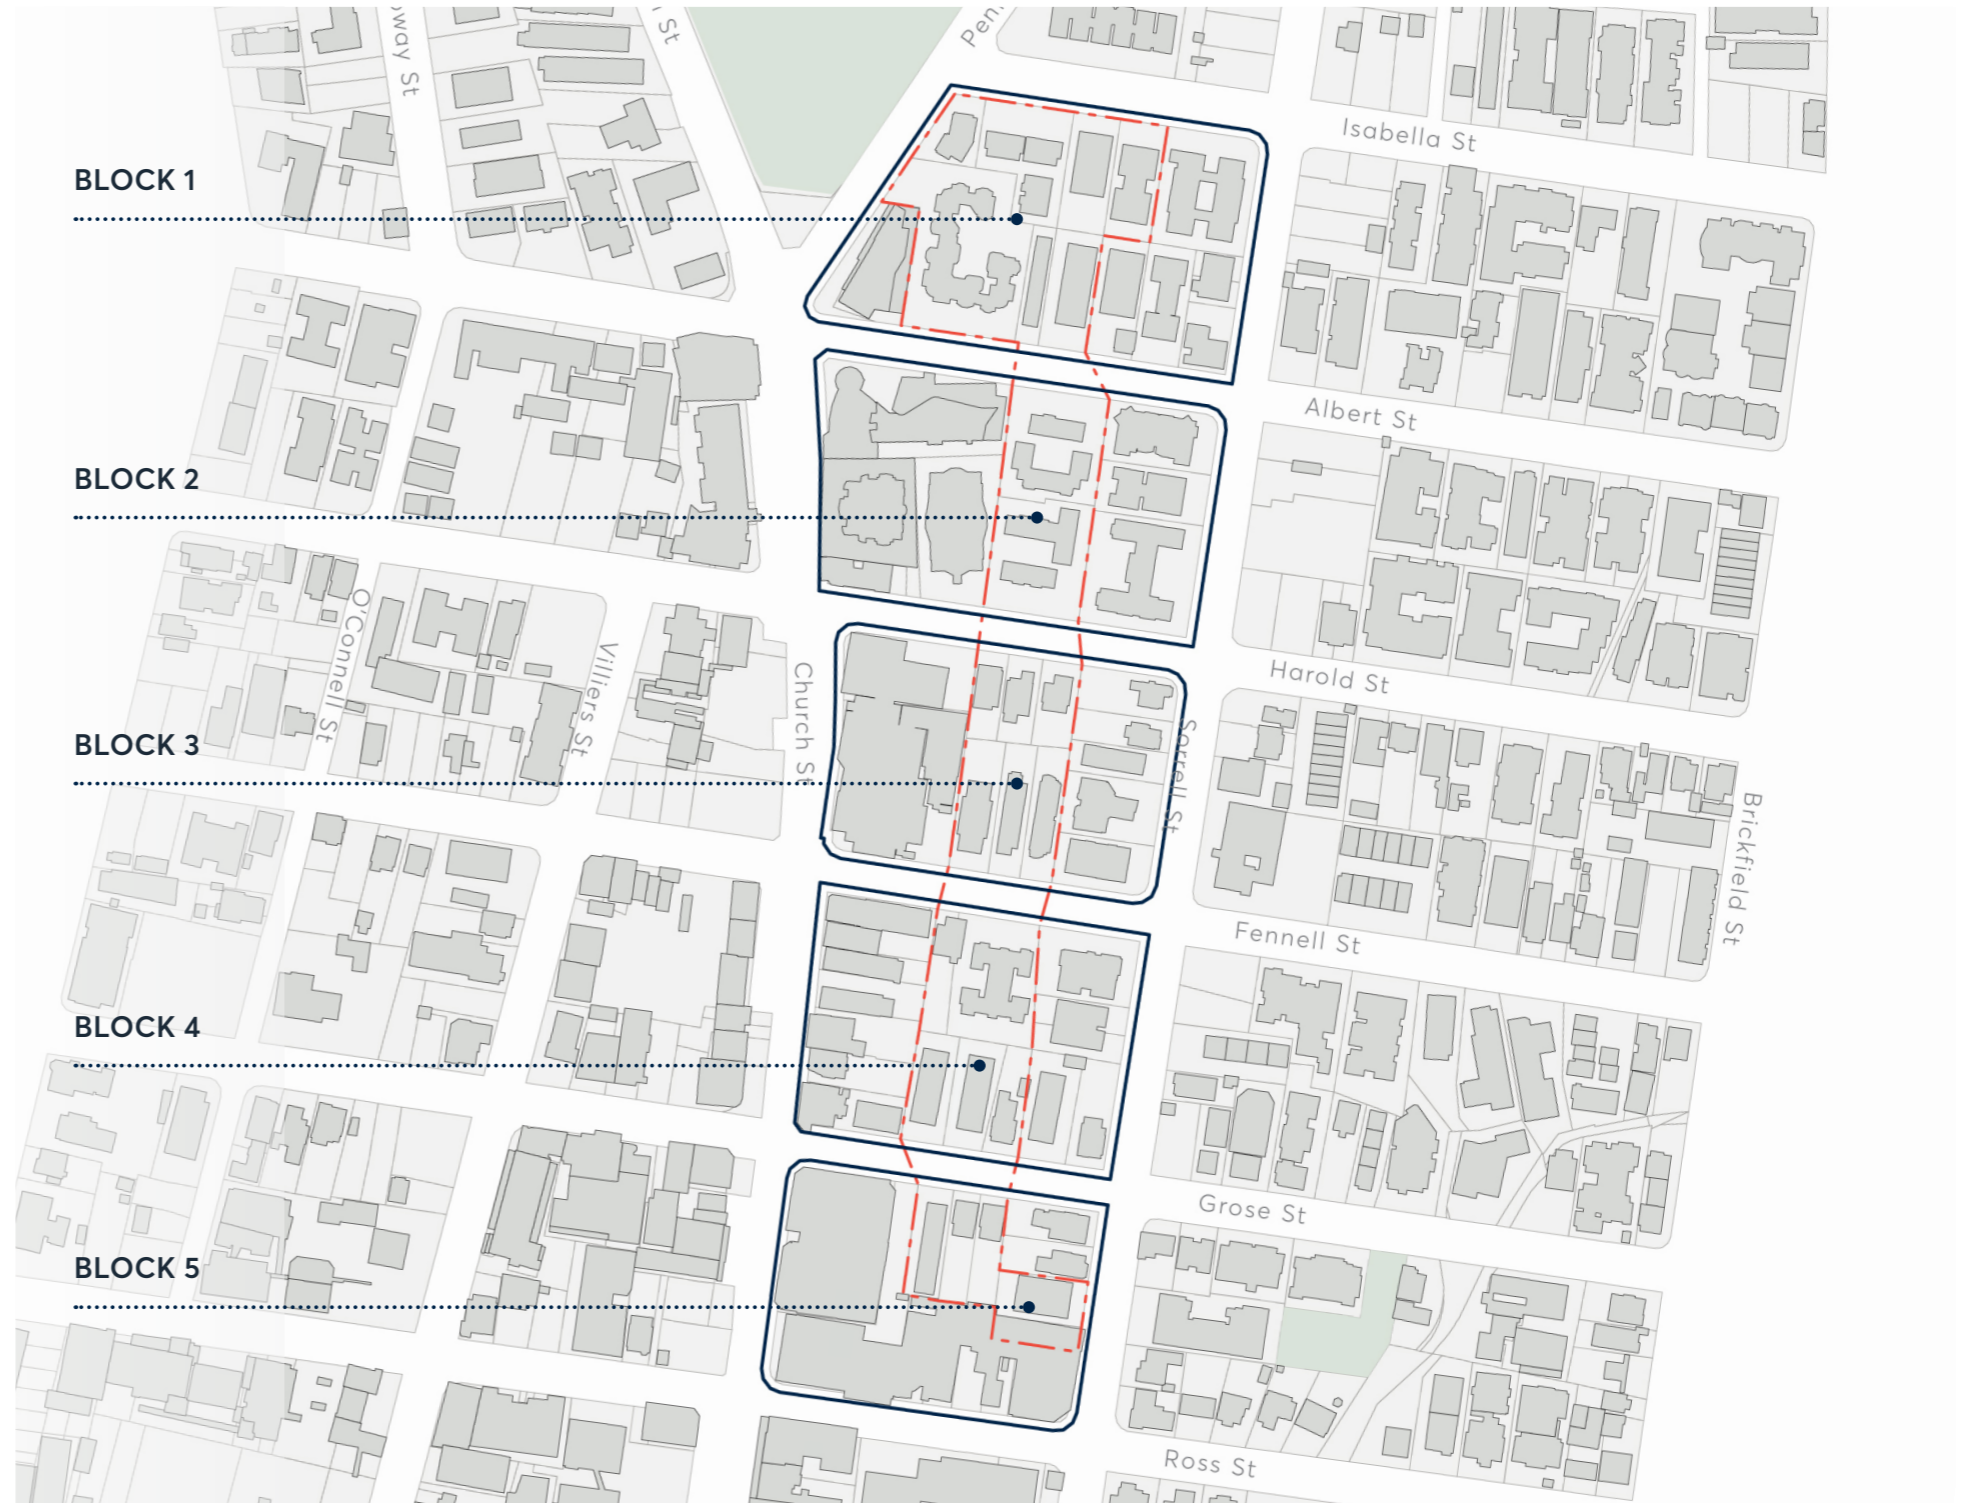 Isabella St
BLOCK 1
Albert St
BLOCK 2
O'Connell St
Villiers St
Church St
Harold St
Sorrell St
BLOCK 3
Brickfield St
Fennell St
BLOCK 4
Grose St
BLOCK 5
Ross St